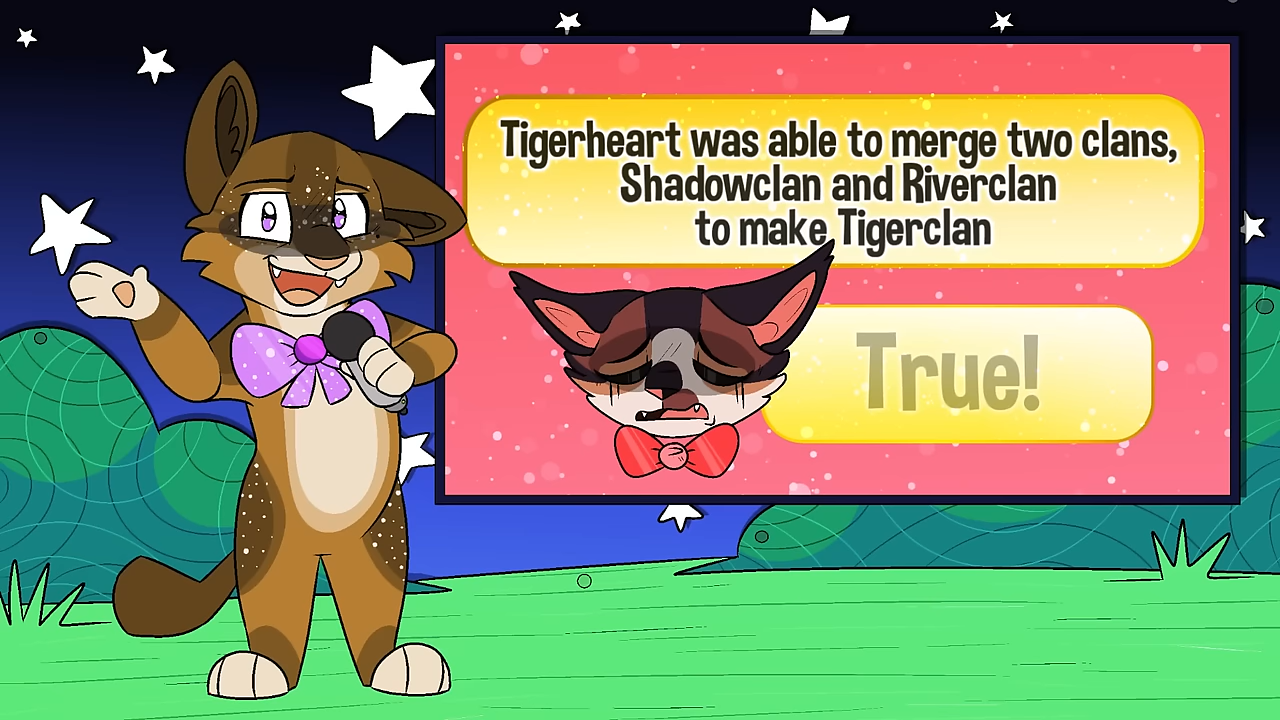 Tigerheart was able to merge two clans,
Shadowclan and Riverclan
to make Tigerclan
True!